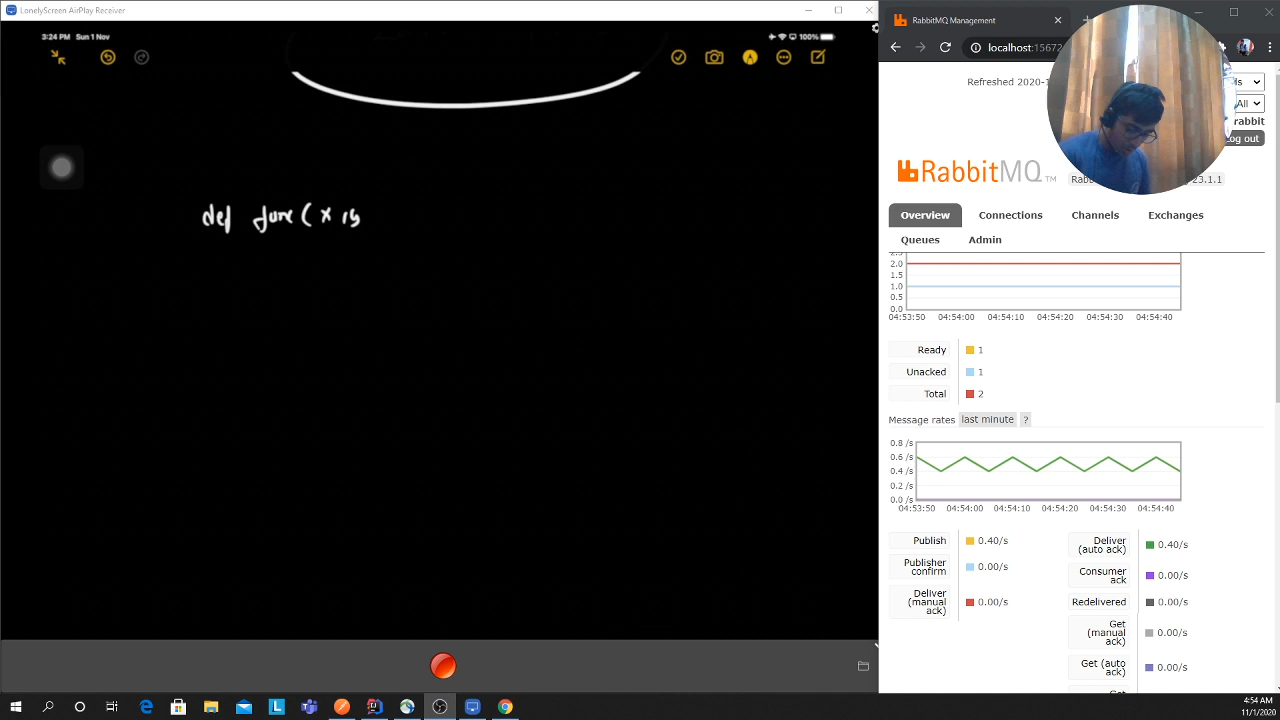 LonelyScreen AirPlay Receiver
3:24 PM Sun 1 Nov
100%
def func( x ,y
RabbitMQ Management
localhost:15672
Refreshed 2020-1
All
rabbit
Log out
RabbitMQ TM
Rab
23.1.1
Overview
Connections
Channels
Exchanges
Queues
Admin
2.0
1.5
1.0
0.5
0.0
04:53:50 04:54:00 04:54:10 04:54:20 04:54:30 04:54:40
Ready 1
Unacked 1
Total 2
Message rates last minute ?
0.8 /s
0.6 /s
0.4 /s
0.2 /s
0.0 /s
04:53:50 04:54:00 04:54:10 04:54:20 04:54:30 04:54:40
Publish 0.40/s
Publisher confirm 0.00/s
Deliver (manual ack) 0.00/s
Deliver (auto ack) 0.40/s
Consumer ack 0.00/s
Redelivered 0.00/s
Get (manual ack) 0.00/s
Get (auto ack) 0.00/s
Get
4:54 AM
11/1/2020